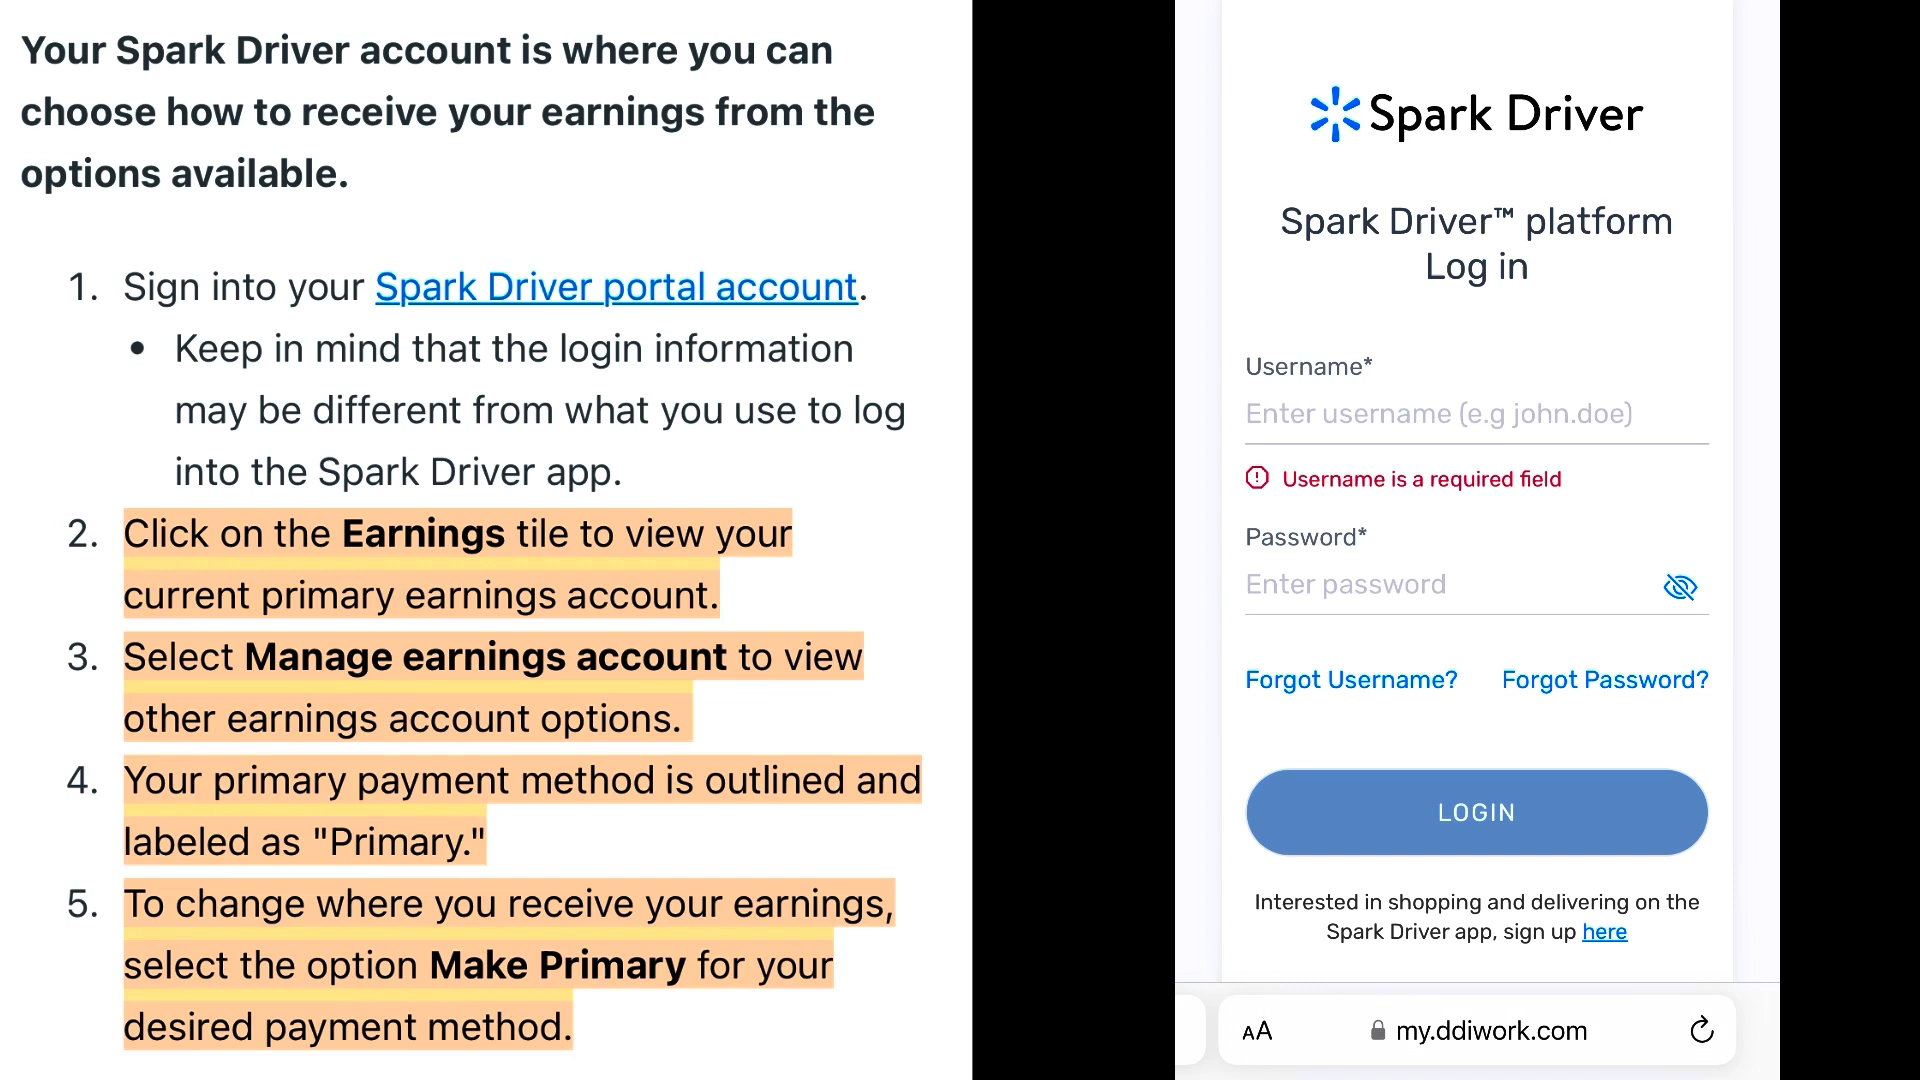 Your Spark Driver account is where you can
choose how to receive your earnings from the
options available.
1. Sign into your Spark Driver portal account.
• Keep in mind that the login information
may be different from what you use to log
into the Spark Driver app.
2. Click on the Earnings tile to view your
current primary earnings account.
3. Select Manage earnings account to view
other earnings account options.
4. Your primary payment method is outlined and
labeled as "Primary."
5. To change where you receive your earnings,
select the option Make Primary for your
desired payment method.
Spark Driver
Spark Driver™ platform
Log in
Username*
Enter username (e.g john.doe)
Username is a required field
Password*
Enter password
Forgot Username? Forgot Password?
LOGIN
Interested in shopping and delivering on the
Spark Driver app, sign up here
AA my.ddiwork.com